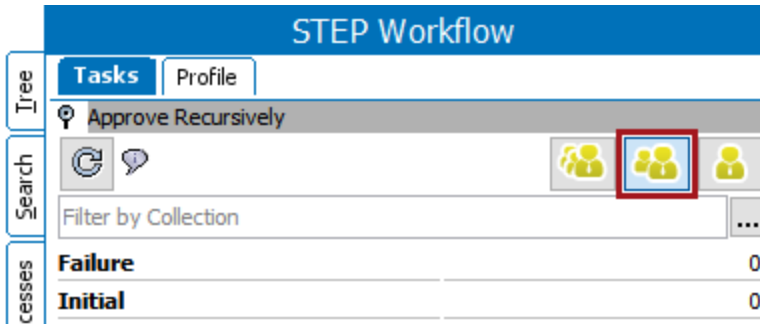 STEP Workflow
Tree
Search
cesses
Tasks
Profile
Approve Recursively
Filter by Collection
...
Failure 0
Initial 0